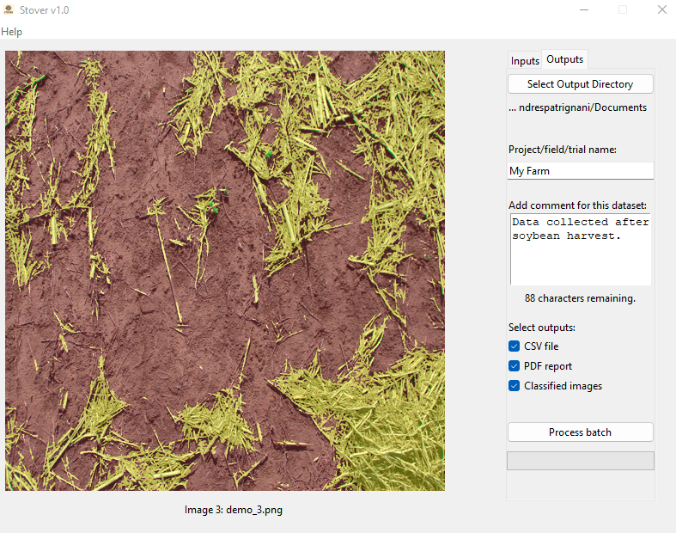 Stover v1.0
Help
Inputs
Outputs
Select Output Directory
... ndrespatrignani/Documents
Project/field/trial name:
My Farm
Add comment for this dataset:
Data collected after
soybean harvest.
88 characters remaining.
Select outputs:
CSV file
PDF report
Classified images
Process batch
Image 3: demo_3.png